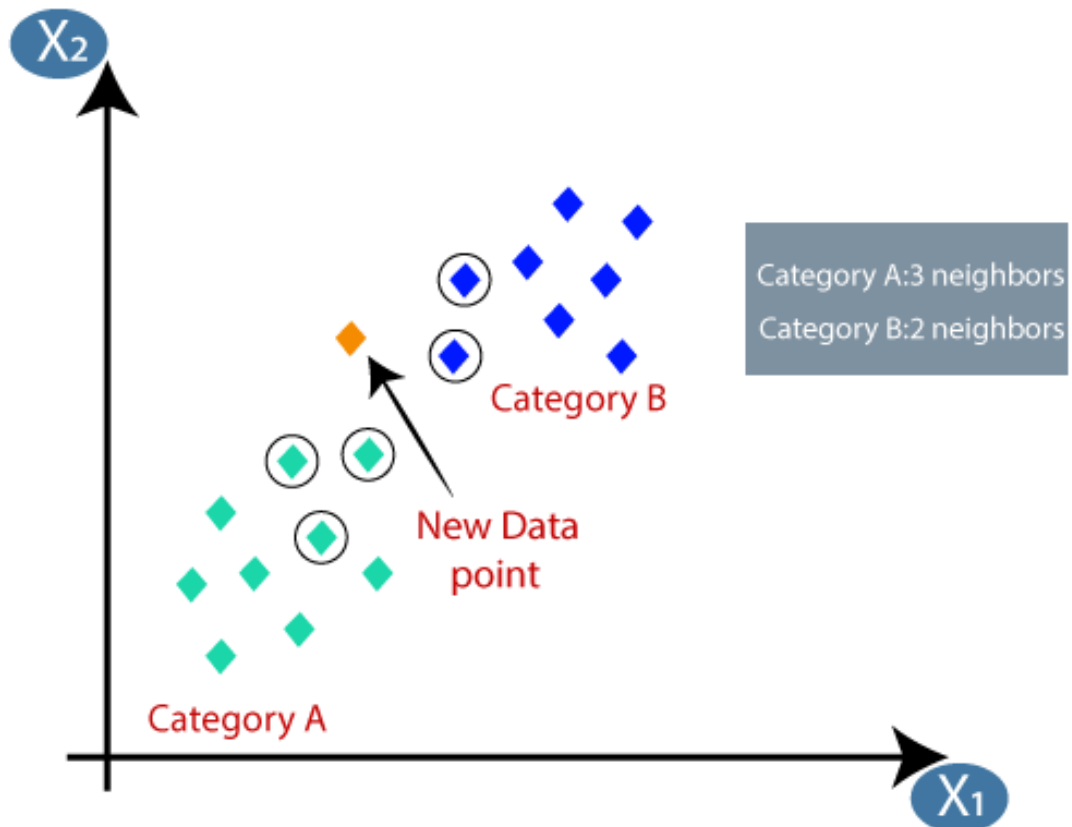 X₂
Category A:3 neighbors
Category B:2 neighbors
Category B
New Data
point
Category A
X₁